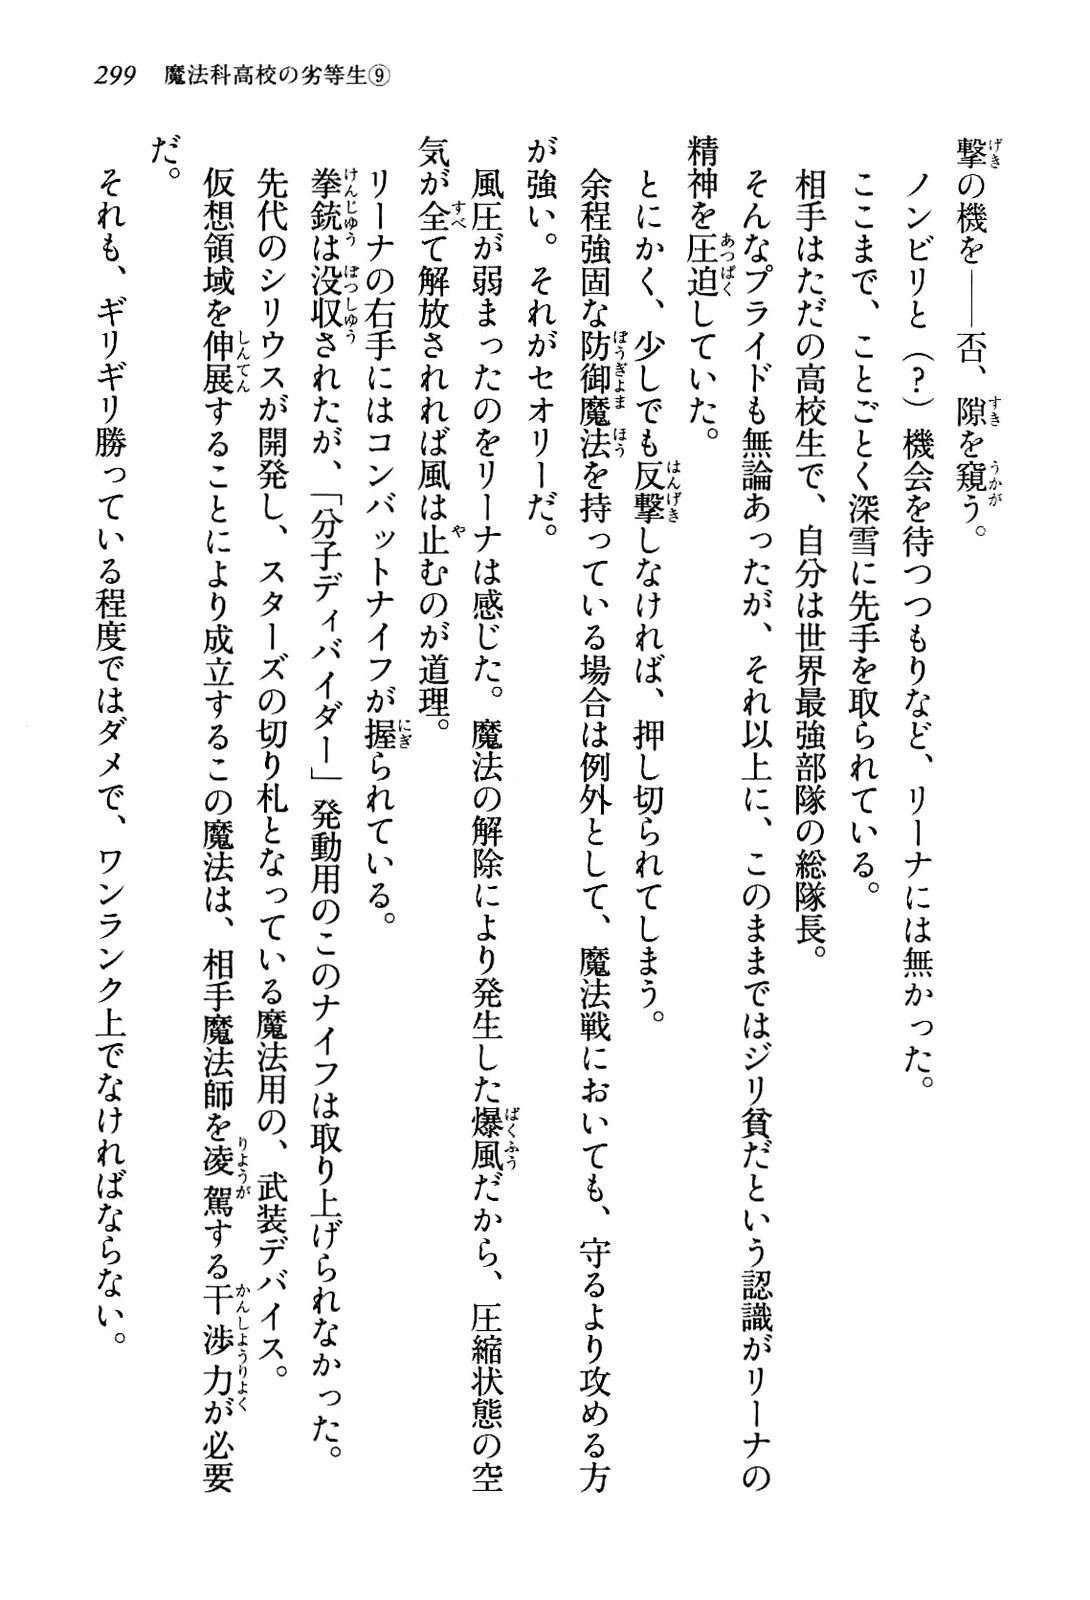 299　魔法科高校の劣等生⑨
撃の機を――否、隙を窺う。
　ノンビリと（？）機会を待つつもりなど、リーナには無かった。
　ここまで、ことごとく深雪に先手を取られている。
　相手はただの高校生で、自分は世界最強部隊の総隊長。
　そんなプライドも無論あったが、それ以上に、このままではジリ貧だという認識がリーナの
精神を圧迫していた。
　とにかく、少しでも反撃しなければ、押し切られてしまう。
　余程強固な防御魔法を持っている場合は例外として、魔法戦においても、守るより攻める方
が強い。それがセオリーだ。
　風圧が弱まったのをリーナは感じた。魔法の解除により発生した爆風だから、圧縮状態の空
気が全て解放されれば風は止むのが道理。
　リーナの右手にはコンバットナイフが握られている。
　拳銃は没収されたが、「分子ディバイダー」発動用のこのナイフは取り上げられなかった。
　先代のシリウスが開発し、スターズの切り札となっている魔法用の、武装デバイス。
　仮想領域を伸展することにより成立するこの魔法は、相手魔法師を凌駕する干渉力が必要
だ。
　それも、ギリギリ勝っている程度ではダメで、ワンランク上でなければならない。